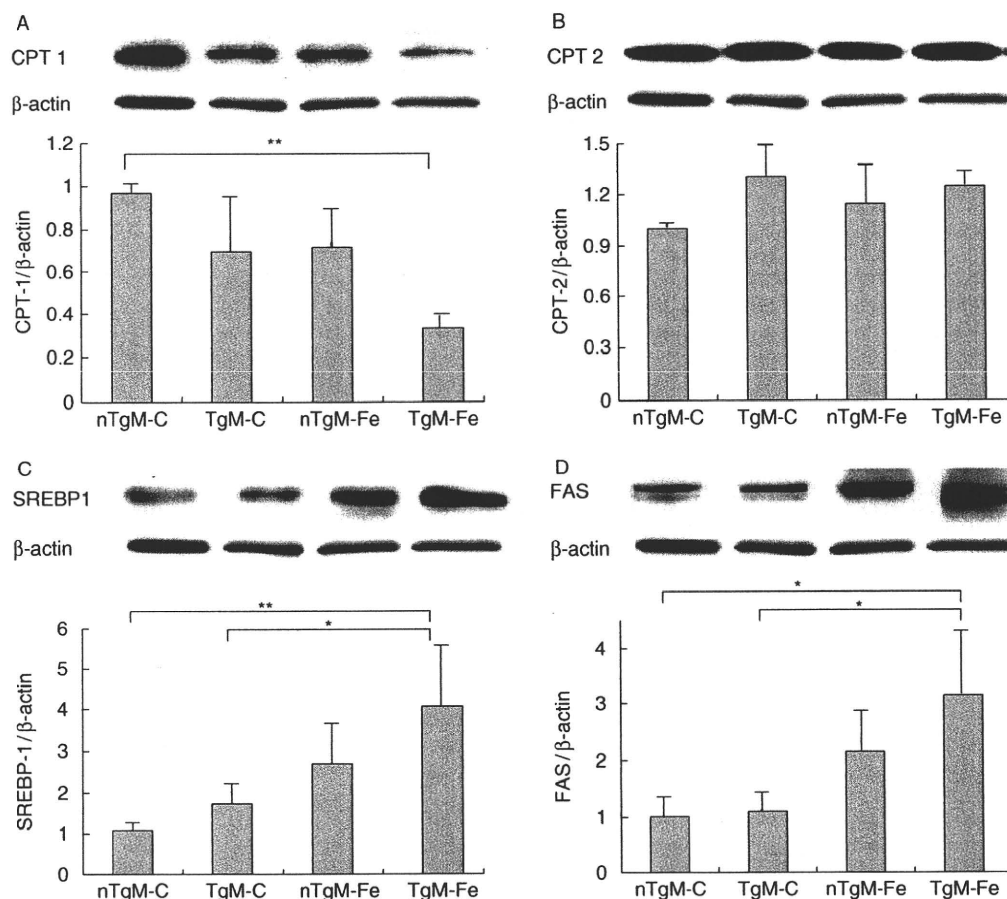 A
CPT 1
β-actin
1.2
1
0.8
0.6
0.4
0.2
0
**
CPT-1/β-actin
nTgM-C TgM-C nTgM-Fe TgM-Fe
B
CPT 2
β-actin
1.5
1.2
0.9
0.6
0.3
0
CPT-2/β-actin
nTgM-C TgM-C nTgM-Fe TgM-Fe
C
SREBP1
β-actin
**
*
6
5
4
3
2
1
0
SREBP-1/β-actin
nTgM-C TgM-C nTgM-Fe TgM-Fe
D
FAS
β-actin
*
*
4
3
2
1
0
FAS/β-actin
nTgM-C TgM-C nTgM-Fe TgM-Fe